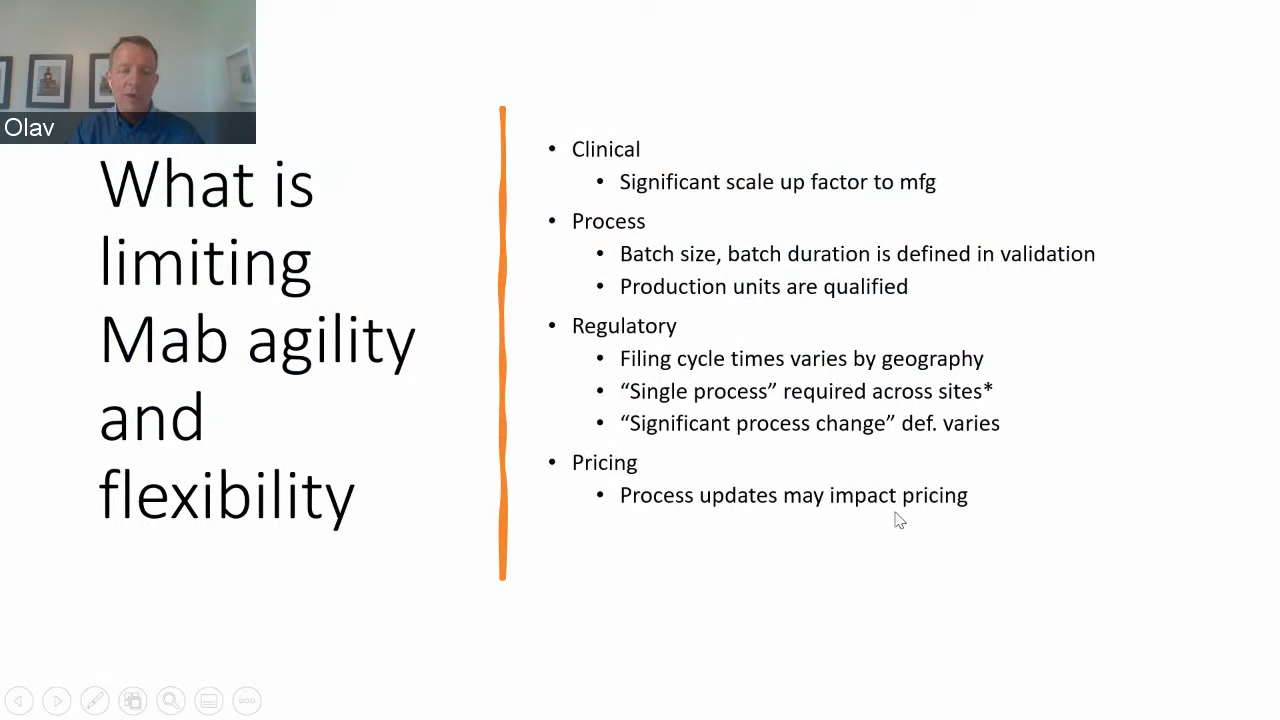 Olav
What is
limiting
Mab agility
and
flexibility
• Clinical
• Significant scale up factor to mfg
• Process
• Batch size, batch duration is defined in validation
• Production units are qualified
• Regulatory
• Filing cycle times varies by geography
• “Single process” required across sites*
• “Significant process change” def. varies
• Pricing
• Process updates may impact pricing